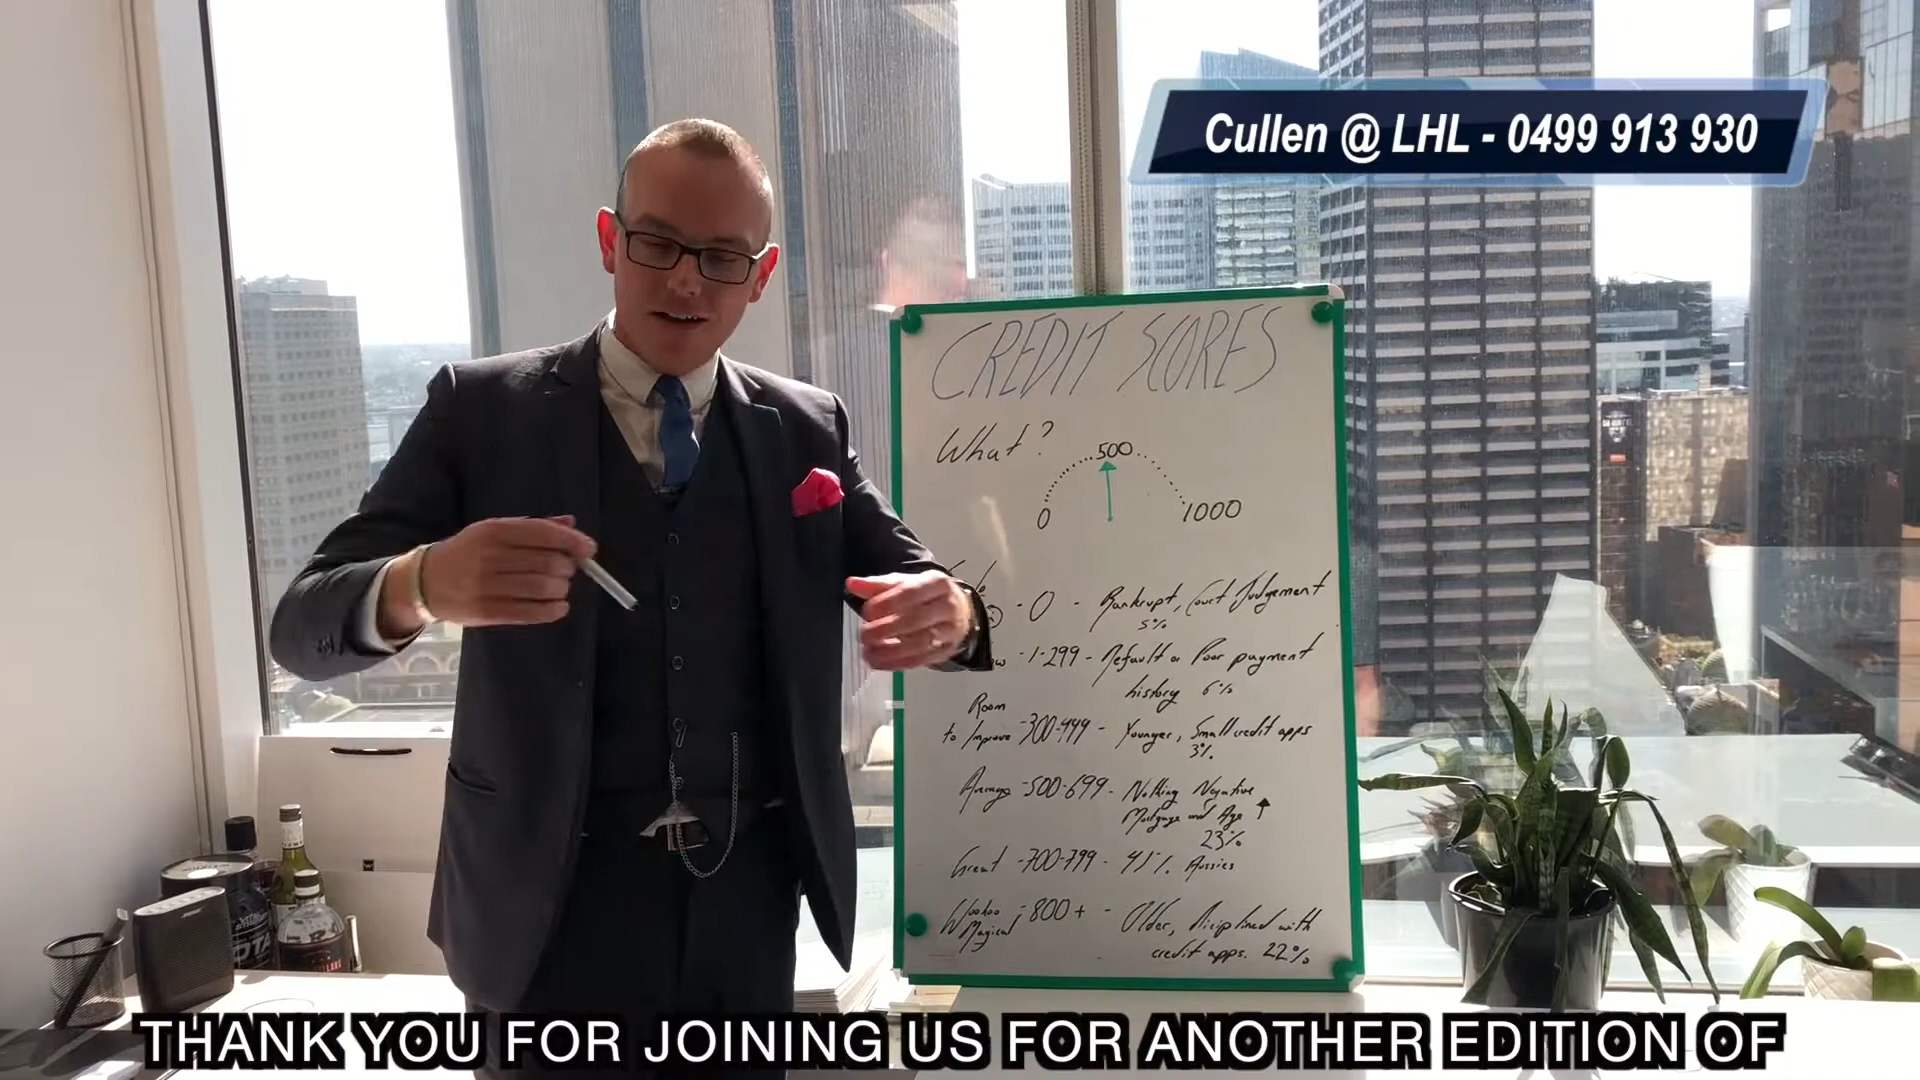 Cullen @ LHL - 0499 913 930
CREDIT SCORES
What?
500
0
1000
- 0 - Bankrupt, Court Judgement
5%
- 1-299 - Default or Poor payment
history 6%
Room
to Improve -300-499 - Younger, Small credit apps
3%.
Average -500-699 - Nothing Negative
Mortgage and Age
23%
Great -700-799 - 41%. Aussies
Woohoo
Magical - 800+ - Older, Diciplined with
credit apps. 22%
THANK YOU FOR JOINING US FOR ANOTHER EDITION OF